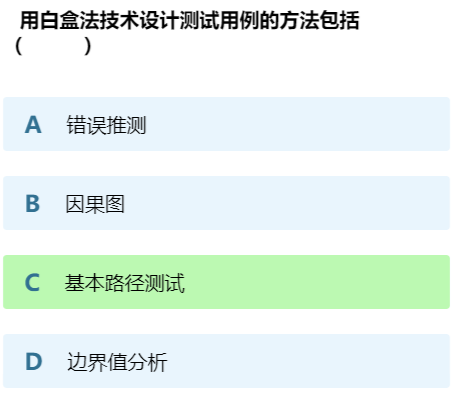 用白盒法技术设计测试用例的方法包括
(          )
A 错误推测
B 因果图
C 基本路径测试
D 边界值分析